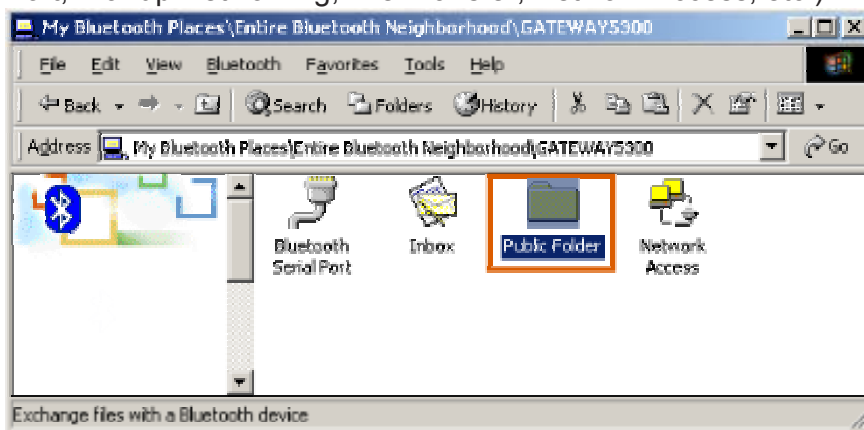 My Bluetooth Places\Entire Bluetooth Neighborhood\GATEWAY5300
File Edit View Bluetooth Favorites Tools Help
Back Search Folders History
Address My Bluetooth Places\Entire Bluetooth Neighborhood\GATEWAY5300 Go
Bluetooth Serial Port
Inbox
Public Folder
Network Access
Exchange files with a Bluetooth device